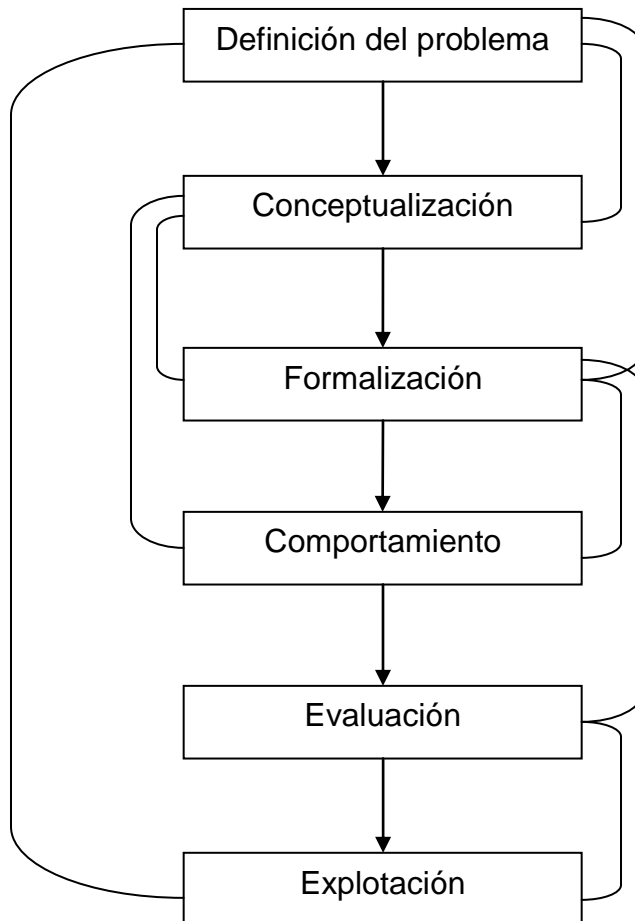 Definición del problema
Conceptualización
Formalización
Comportamiento
Evaluación
Explotación